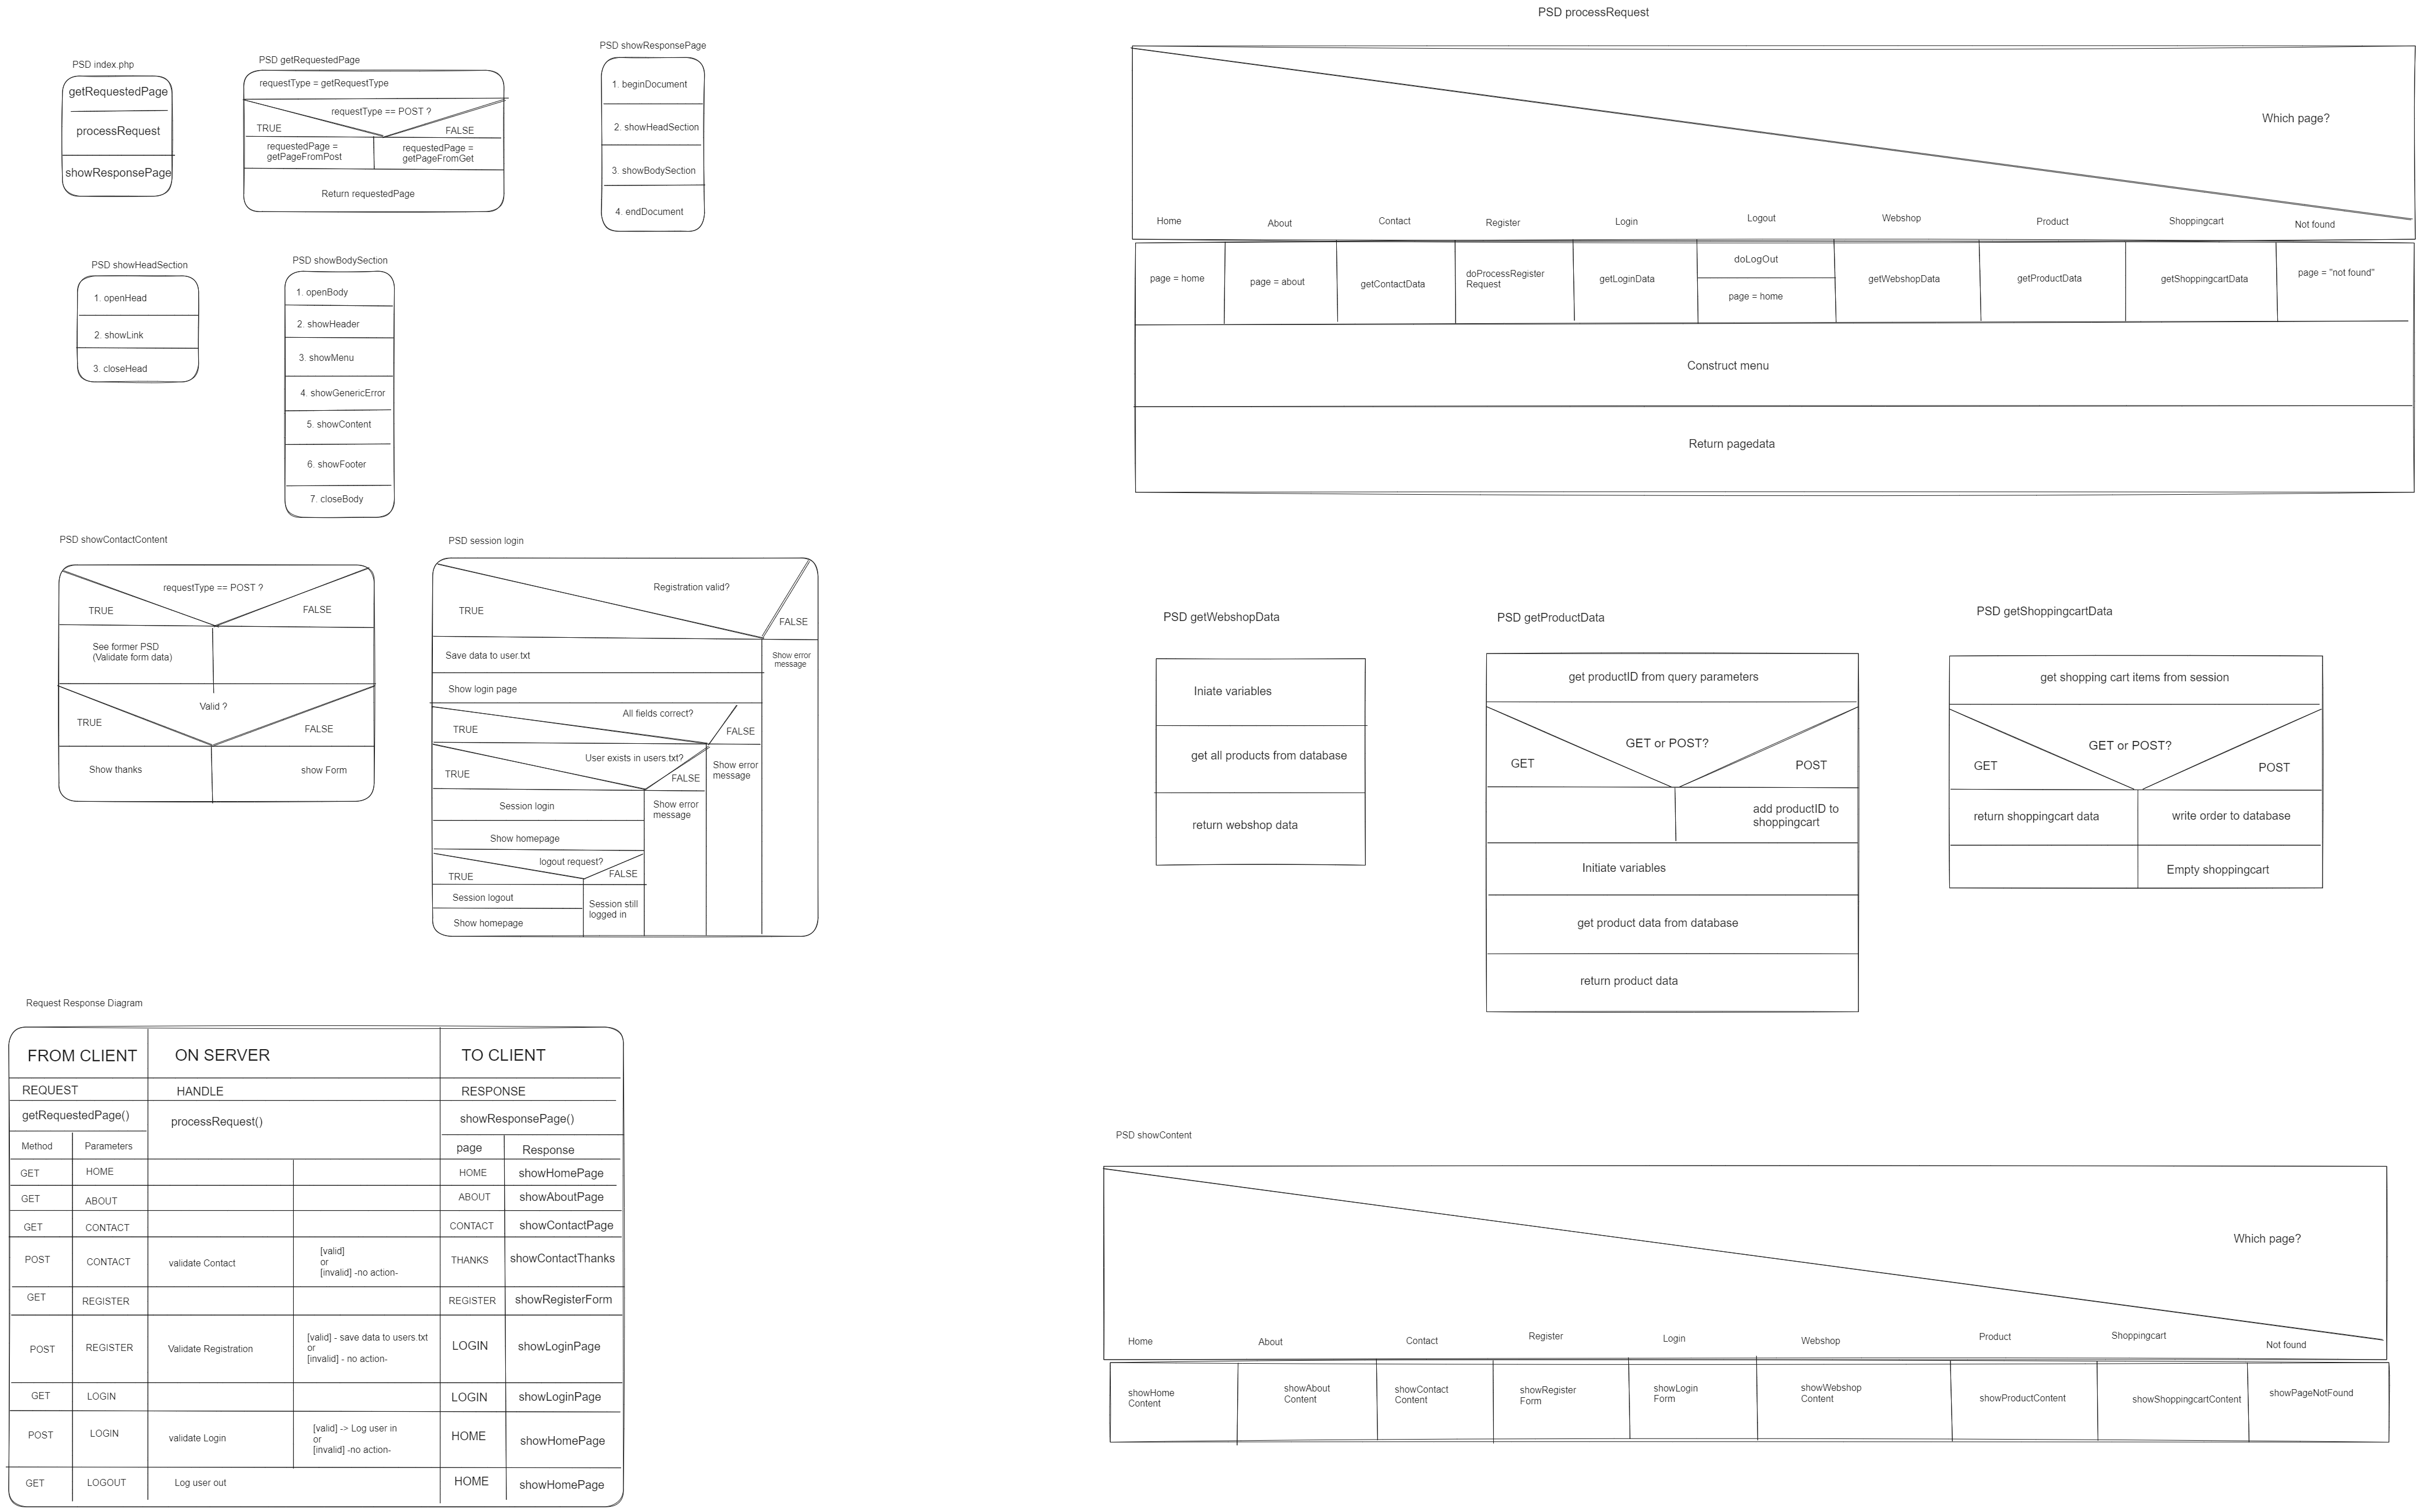 PSD index.php
getRequestedPage
processRequest
showResponsePage
PSD getRequestedPage
requestType = getRequestType
requestType == POST ?
TRUE
FALSE
requestedPage =
getPageFromPost
requestedPage =
getPageFromGet
Return requestedPage
PSD showResponsePage
1. beginDocument
2. showHeadSection
3. showBodySection
4. endDocument
PSD showHeadSection
1. openHead
2. showLink
3. closeHead
PSD showBodySection
1. openBody
2. showHeader
3. showMenu
4. showGenericError
5. showContent
6. showFooter
7. closeBody
PSD showContactContent
requestType == POST ?
TRUE
FALSE
See former PSD
(Validate form data)
Valid ?
TRUE
FALSE
Show thanks
show Form
PSD session login
Registration valid?
TRUE
FALSE
Save data to user.txt
Show error
message
Show login page
All fields correct?
TRUE
FALSE
User exists in users.txt?
TRUE
FALSE
Show error
message
Session login
Show error
message
Show homepage
logout request?
TRUE
FALSE
Session logout
Session still
logged in
Show homepage
Request Response Diagram
FROM CLIENT
ON SERVER
TO CLIENT
REQUEST
HANDLE
RESPONSE
getRequestedPage()
processRequest()
showResponsePage()
Method
Parameters
page
Response
GET
HOME
HOME
showHomePage
GET
ABOUT
ABOUT
showAboutPage
GET
CONTACT
CONTACT
showContactPage
POST
CONTACT
validate Contact
[valid]
or
[invalid] -no action-
THANKS
showContactThanks
GET
REGISTER
REGISTER
showRegisterForm
POST
REGISTER
Validate Registration
[valid] - save data to users.txt
or
[invalid] - no action-
LOGIN
showLoginPage
GET
LOGIN
LOGIN
showLoginPage
POST
LOGIN
validate Login
[valid] -> Log user in
or
[invalid] -no action-
HOME
showHomePage
GET
LOGOUT
Log user out
HOME
showHomePage
PSD processRequest
Which page?
Home
About
Contact
Register
Login
Logout
Webshop
Product
Shoppingcart
Not found
page = home
page = about
getContactData
doProcessRegister
Request
getLoginData
doLogOut
page = home
getWebshopData
getProductData
getShoppingcartData
page = "not found"
Construct menu
Return pagedata
PSD getWebshopData
Iniate variables
get all products from database
return webshop data
PSD getProductData
get productID from query parameters
GET or POST?
GET
POST
add productID to
shoppingcart
Initiate variables
get product data from database
return product data
PSD getShoppingcartData
get shopping cart items from session
GET or POST?
GET
POST
return shoppingcart data
write order to database
Empty shoppingcart
PSD showContent
Which page?
Home
About
Contact
Register
Login
Webshop
Product
Shoppingcart
Not found
showHome
Content
showAbout
Content
showContact
Content
showRegister
Form
showLogin
Form
showWebshop
Content
showProductContent
showShoppingcartContent
showPageNotFound